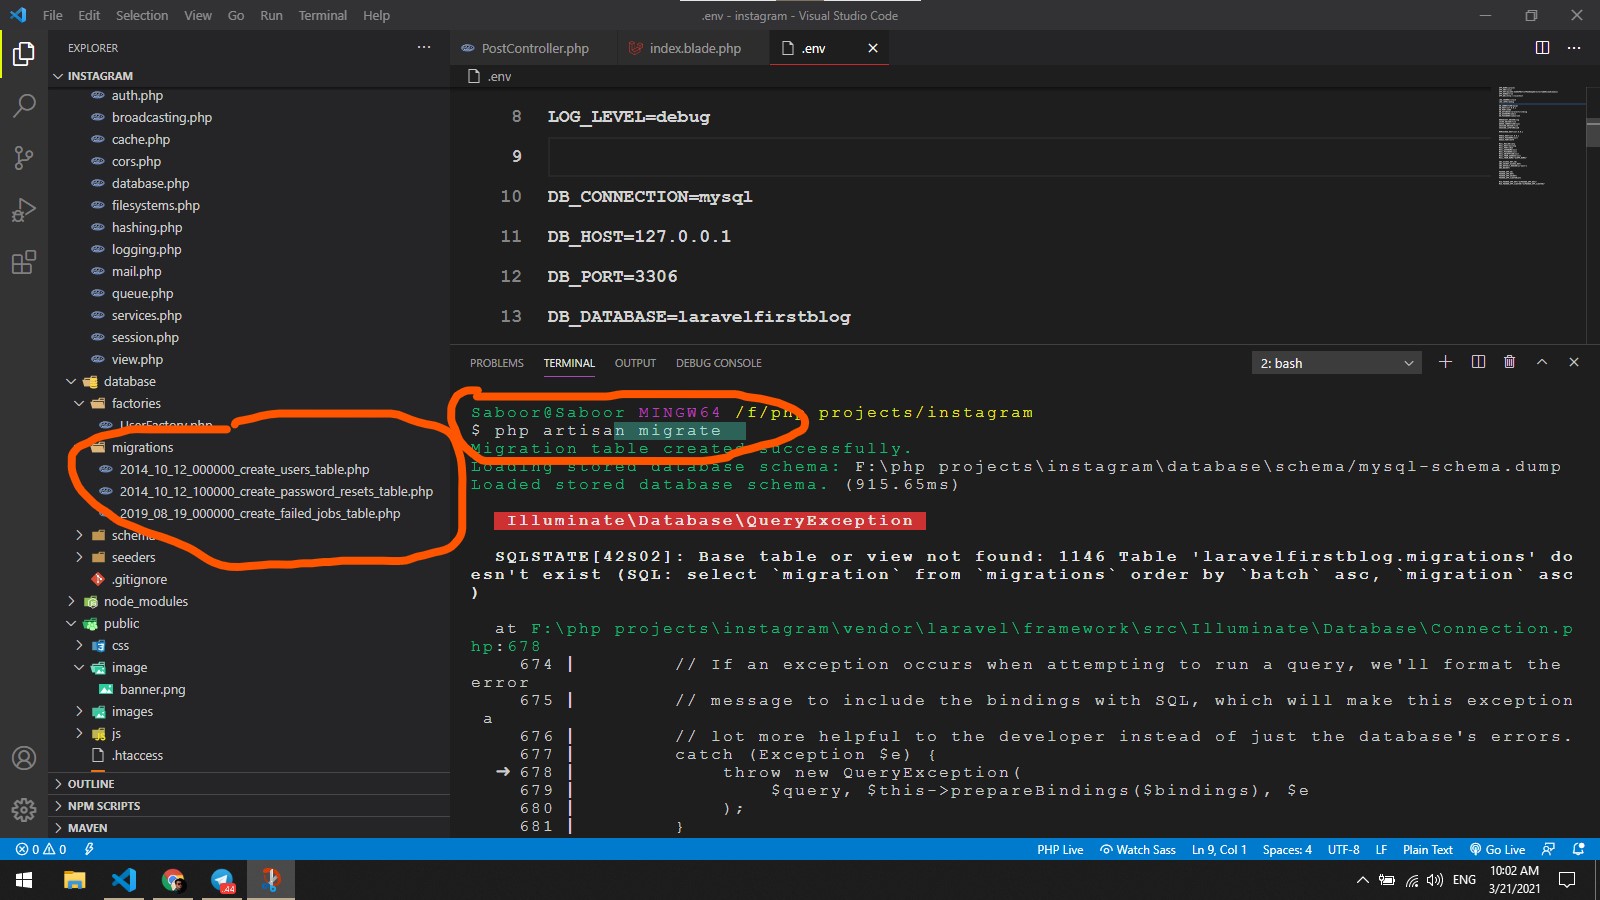 File Edit Selection View Go Run Terminal Help
.env - instagram - Visual Studio Code
EXPLORER
INSTAGRAM
auth.php
broadcasting.php
cache.php
cors.php
database.php
filesystems.php
hashing.php
logging.php
mail.php
queue.php
services.php
session.php
view.php
database
factories
UserFactory.php
migrations
2014_10_12_000000_create_users_table.php
2014_10_12_100000_create_password_resets_table.php
2019_08_19_000000_create_failed_jobs_table.php
schema
seeders
.gitignore
node_modules
public
css
image
banner.png
images
js
.htaccess
OUTLINE
NPM SCRIPTS
MAVEN
PostController.php index.blade.php .env
.env
8 LOG_LEVEL=debug
9
10 DB_CONNECTION=mysql
11 DB_HOST=127.0.0.1
12 DB_PORT=3306
13 DB_DATABASE=laravelfirstblog
PROBLEMS TERMINAL OUTPUT DEBUG CONSOLE 2: bash
Saboor@Saboor MINGW64 /f/php projects/instagram
$ php artisan migrate
Migration table created successfully.
Loading stored database schema: F:\php projects\instagram\database\schema/mysql-schema.dump
Loaded stored database schema. (915.65ms)
Illuminate\Database\QueryException
SQLSTATE[42S02]: Base table or view not found: 1146 Table 'laravelfirstblog.migrations' do
esn't exist (SQL: select `migration` from `migrations` order by `batch` asc, `migration` asc
)
at F:\php projects\instagram\vendor\laravel\framework\src\Illuminate\Database\Connection.p
hp:678
674 | // If an exception occurs when attempting to run a query, we'll format the
error
675 | // message to include the bindings with SQL, which will make this exception
a
676 | // lot more helpful to the developer instead of just the database's errors.
677 | catch (Exception $e) {
➜ 678 | throw new QueryException(
679 | $query, $this->prepareBindings($bindings), $e
680 | );
681 | }
0 0 PHP Live Watch Sass Ln 9, Col 1 Spaces: 4 UTF-8 LF Plain Text Go Live
44 ENG 10:02 AM
3/21/2021